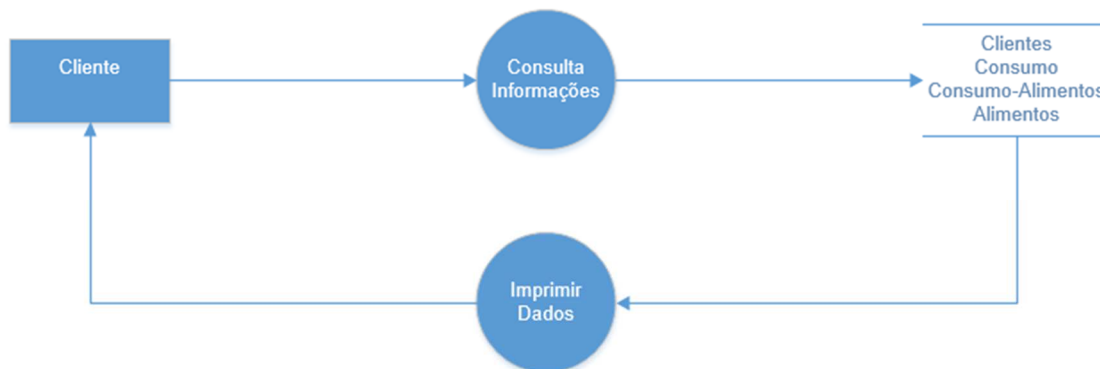 Cliente
Consulta
Informações
Clientes
Consumo
Consumo-Alimentos
Alimentos
Imprimir
Dados